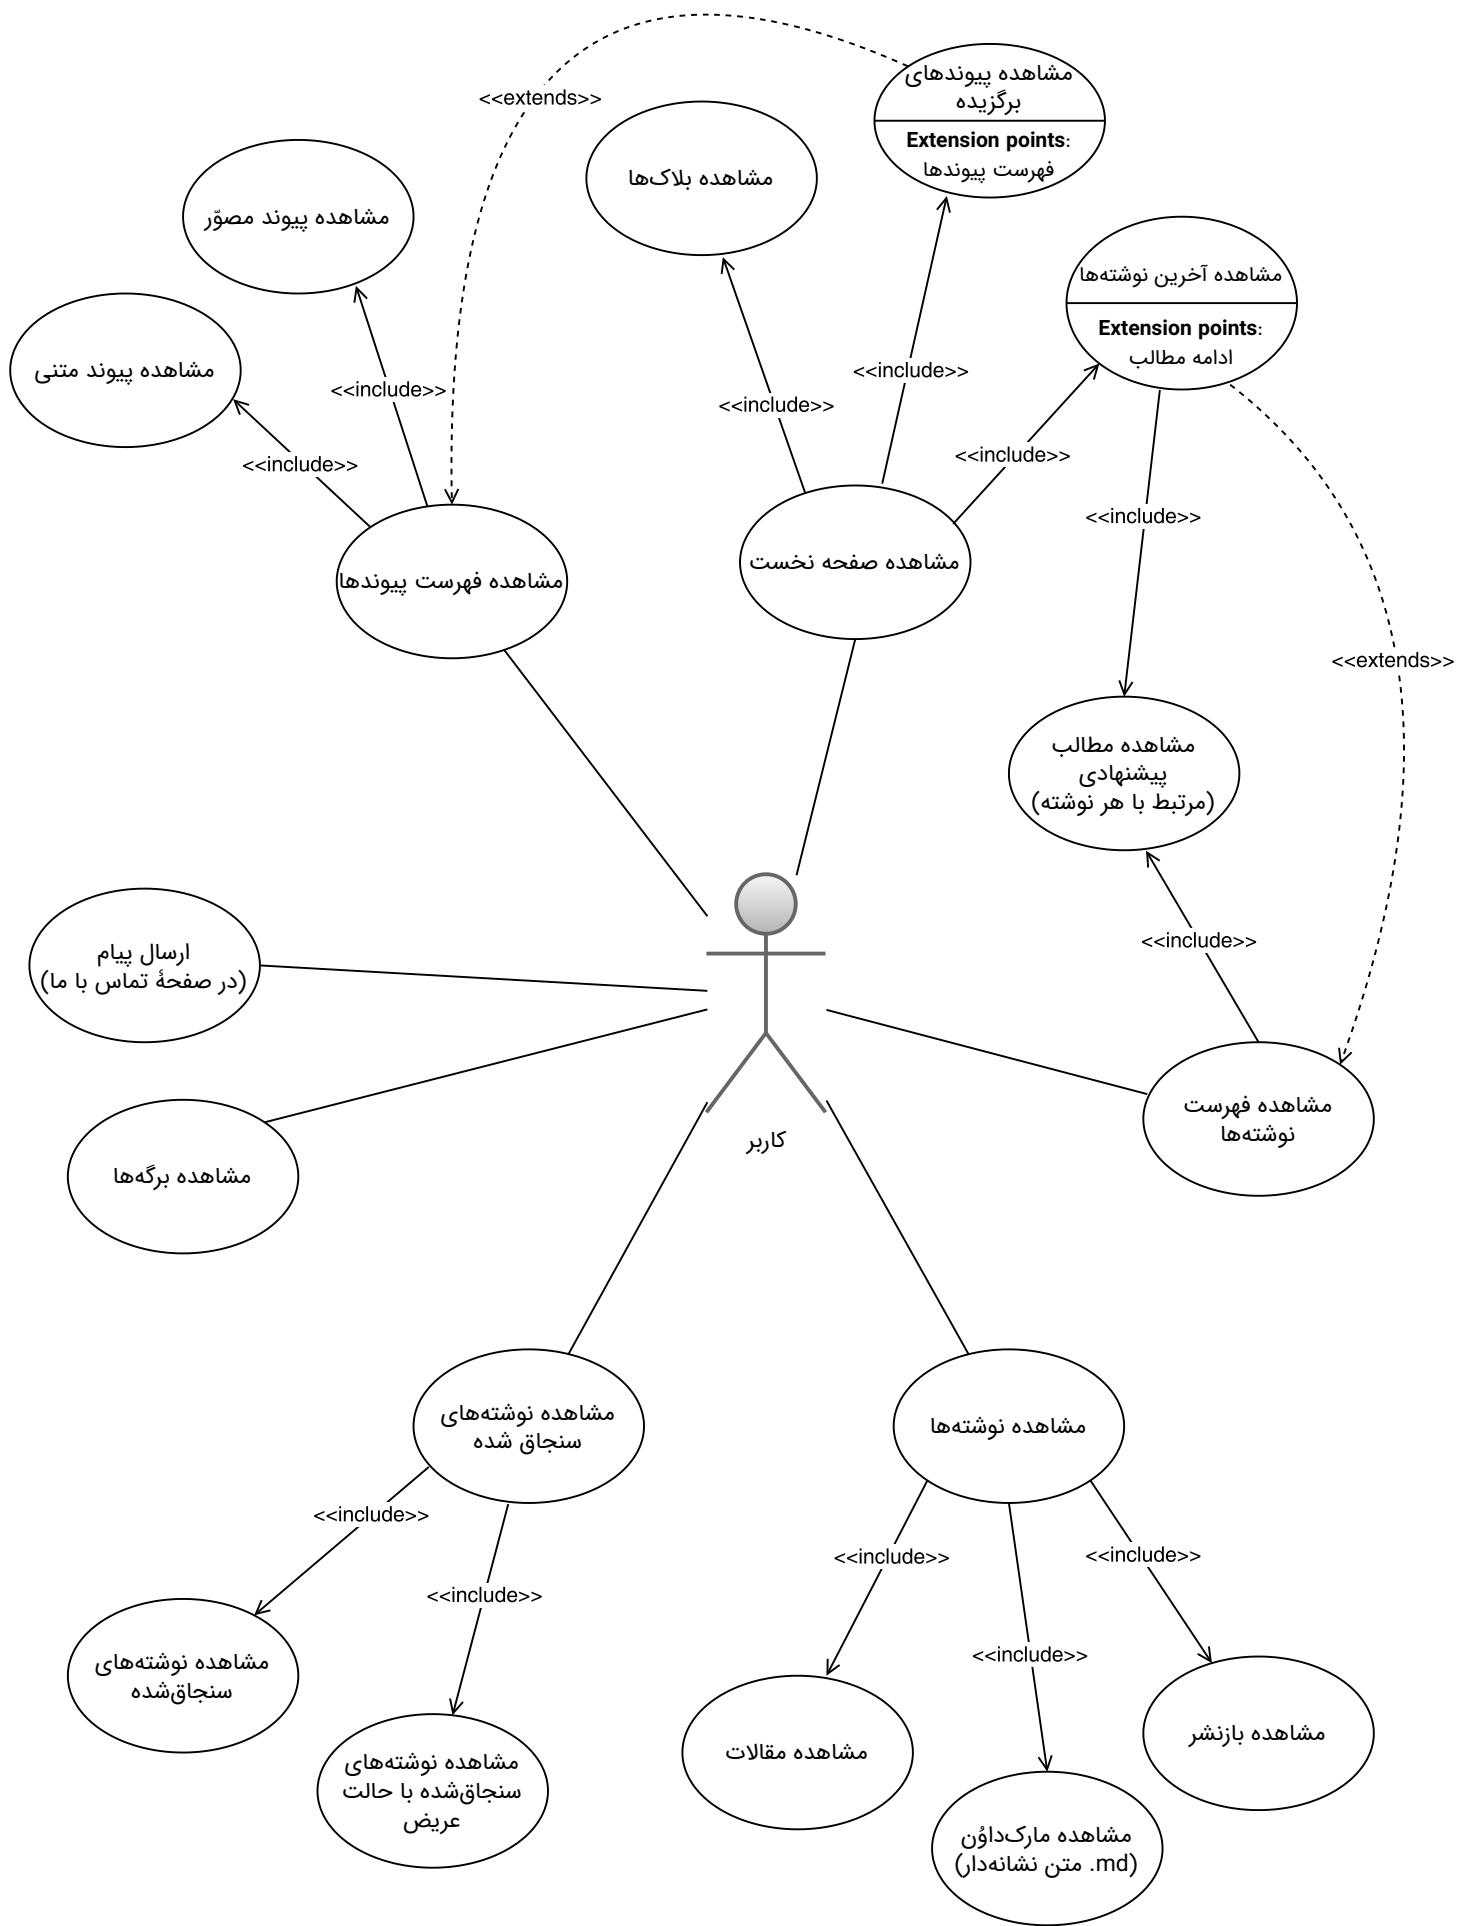 مشاهده پیوندهای
برگزیده
Extension points:
فهرست پیوندها
<<extends>>
مشاهده بلاک‌ها
مشاهده پیوند مصوّر
مشاهده آخرین نوشته‌ها
Extension points:
ادامه مطالب
مشاهده پیوند متنی
<<include>>
<<include>>
<<include>>
<<include>>
<<include>>
<<include>>
مشاهده صفحه نخست
مشاهده فهرست پیوندها
<<extends>>
مشاهده مطالب
پیشنهادی
(مرتبط با هر نوشته)
<<include>>
ارسال پیام
(در صفحهٔ تماس با ما)
مشاهده فهرست
نوشته‌ها
کاربر
مشاهده برگه‌ها
مشاهده نوشته‌های
سنجاق شده
مشاهده نوشته‌ها
<<include>>
<<include>>
<<include>>
<<include>>
<<include>>
مشاهده نوشته‌های
سنجاق‌شده
مشاهده بازنشر
مشاهده مقالات
مشاهده نوشته‌های
سنجاق‌شده با حالت
عریض
مشاهده مارک‌داوُن
(md. متن نشانه‌دار)